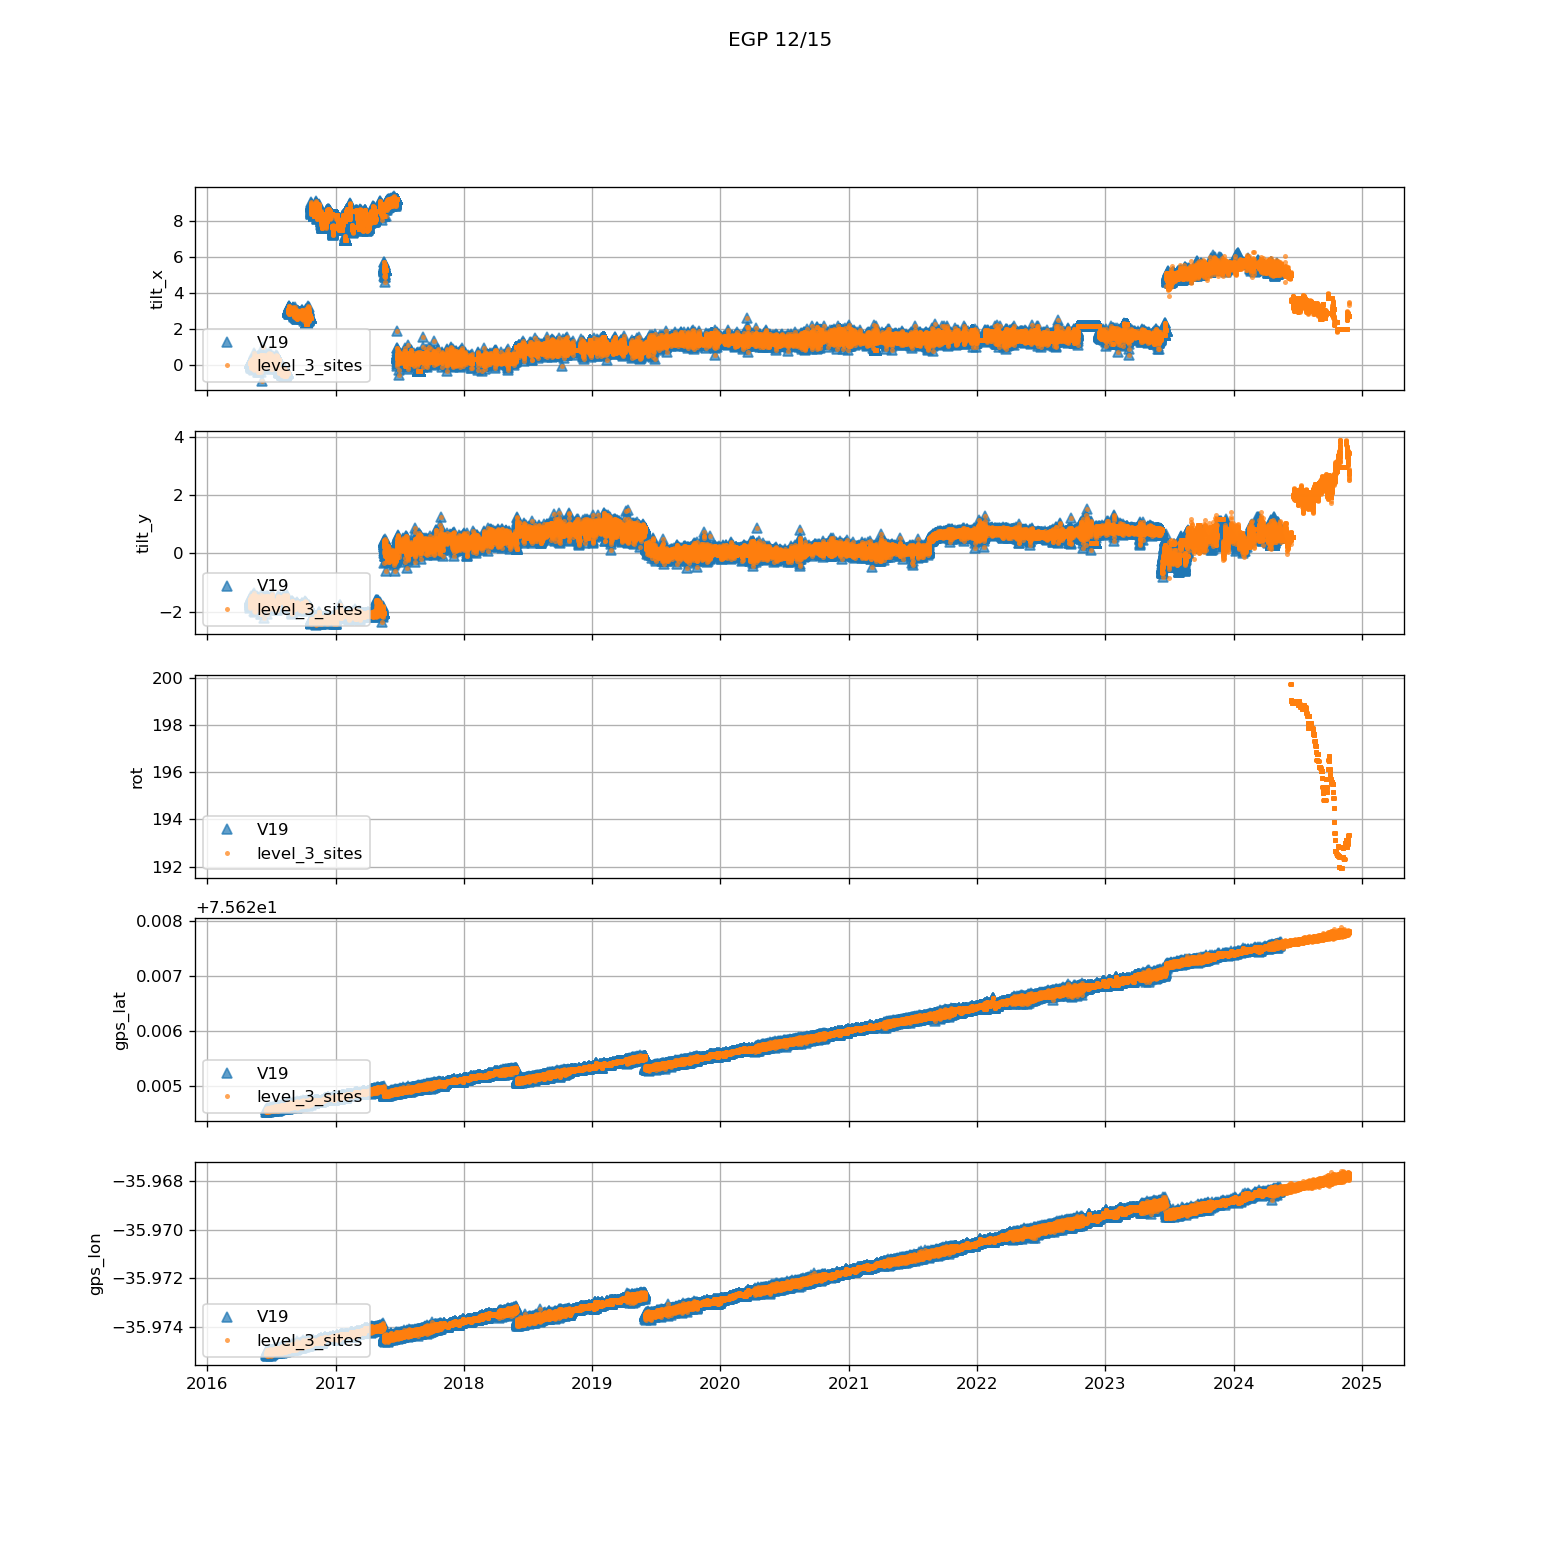 EGP 12/15
8
6
4
2
0
tilt_x
V19
level_3_sites
4
2
0
−2
tilt_y
V19
level_3_sites
200
198
196
194
192
rot
V19
level_3_sites
+7.562e1
0.008
0.007
0.006
0.005
gps_lat
V19
level_3_sites
−35.968
−35.970
−35.972
−35.974
gps_lon
V19
level_3_sites
2016 2017 2018 2019 2020 2021 2022 2023 2024 2025